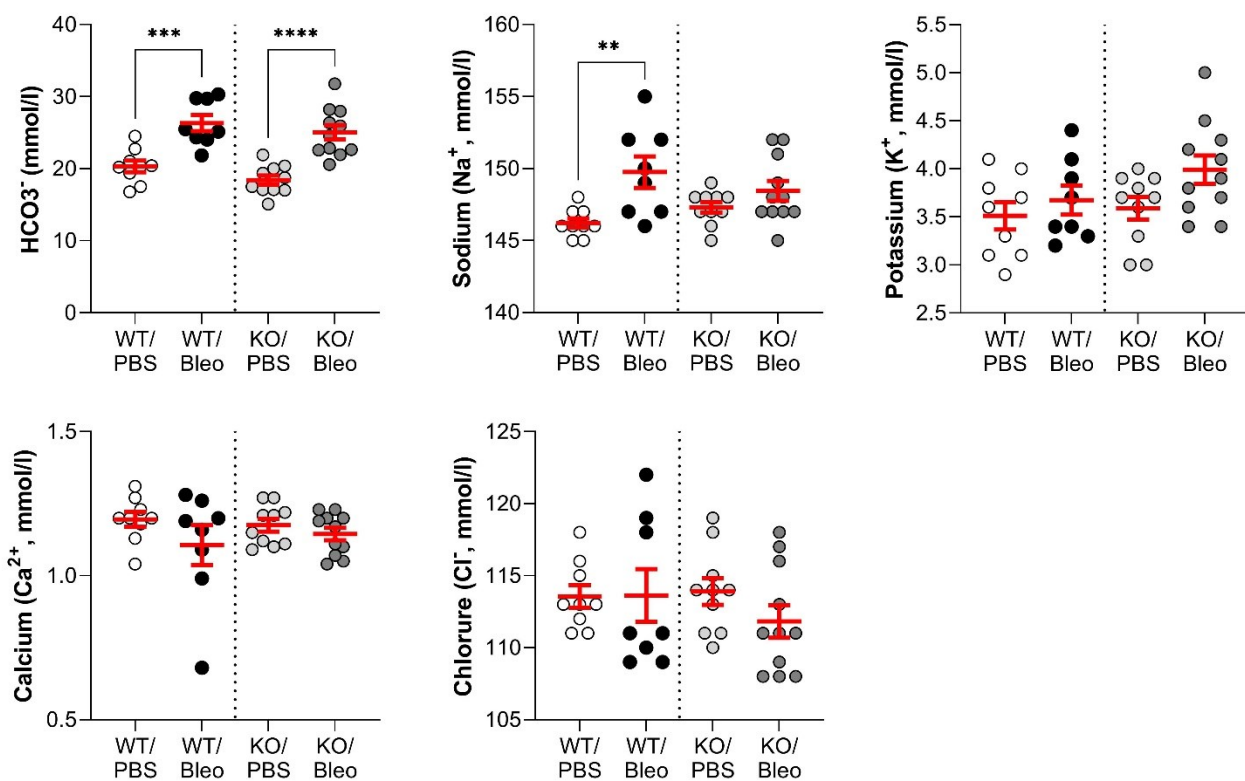 HCO3⁻ (mmol/l)
40
30
20
10
0
***
****
WT/
PBS
WT/
Bleo
KO/
PBS
KO/
Bleo
Sodium (Na⁺, mmol/l)
160
155
150
145
140
**
WT/
PBS
WT/
Bleo
KO/
PBS
KO/
Bleo
Potassium (K⁺, mmol/l)
5.5
5.0
4.5
4.0
3.5
3.0
2.5
WT/
PBS
WT/
Bleo
KO/
PBS
KO/
Bleo
Calcium (Ca²⁺, mmol/l)
1.5
1.0
0.5
WT/
PBS
WT/
Bleo
KO/
PBS
KO/
Bleo
Chlorure (Cl⁻, mmol/l)
125
120
115
110
105
WT/
PBS
WT/
Bleo
KO/
PBS
KO/
Bleo